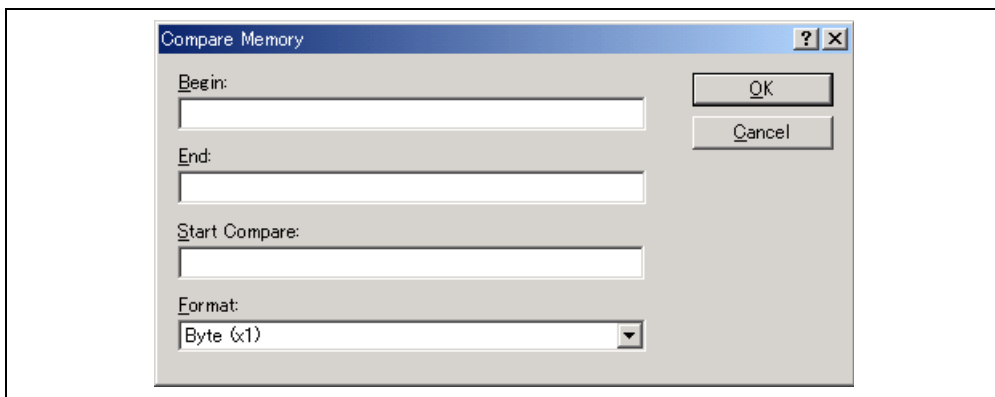 Compare Memory
Begin:
OK
Cancel
End:
Start Compare:
Format:
Byte (x1)